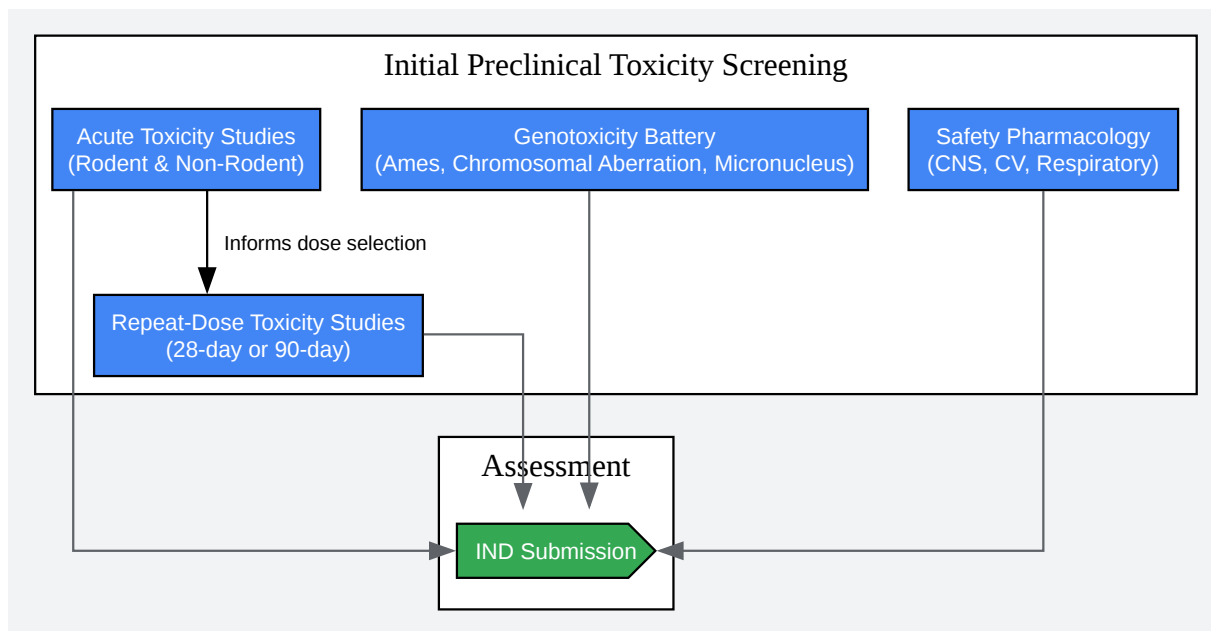 Initial Preclinical Toxicity Screening
Acute Toxicity Studies
(Rodent & Non-Rodent)
Genotoxicity Battery
(Ames, Chromosomal Aberration, Micronucleus)
Safety Pharmacology
(CNS, CV, Respiratory)
Informs dose selection
Repeat-Dose Toxicity Studies
(28-day or 90-day)
Assessment
IND Submission